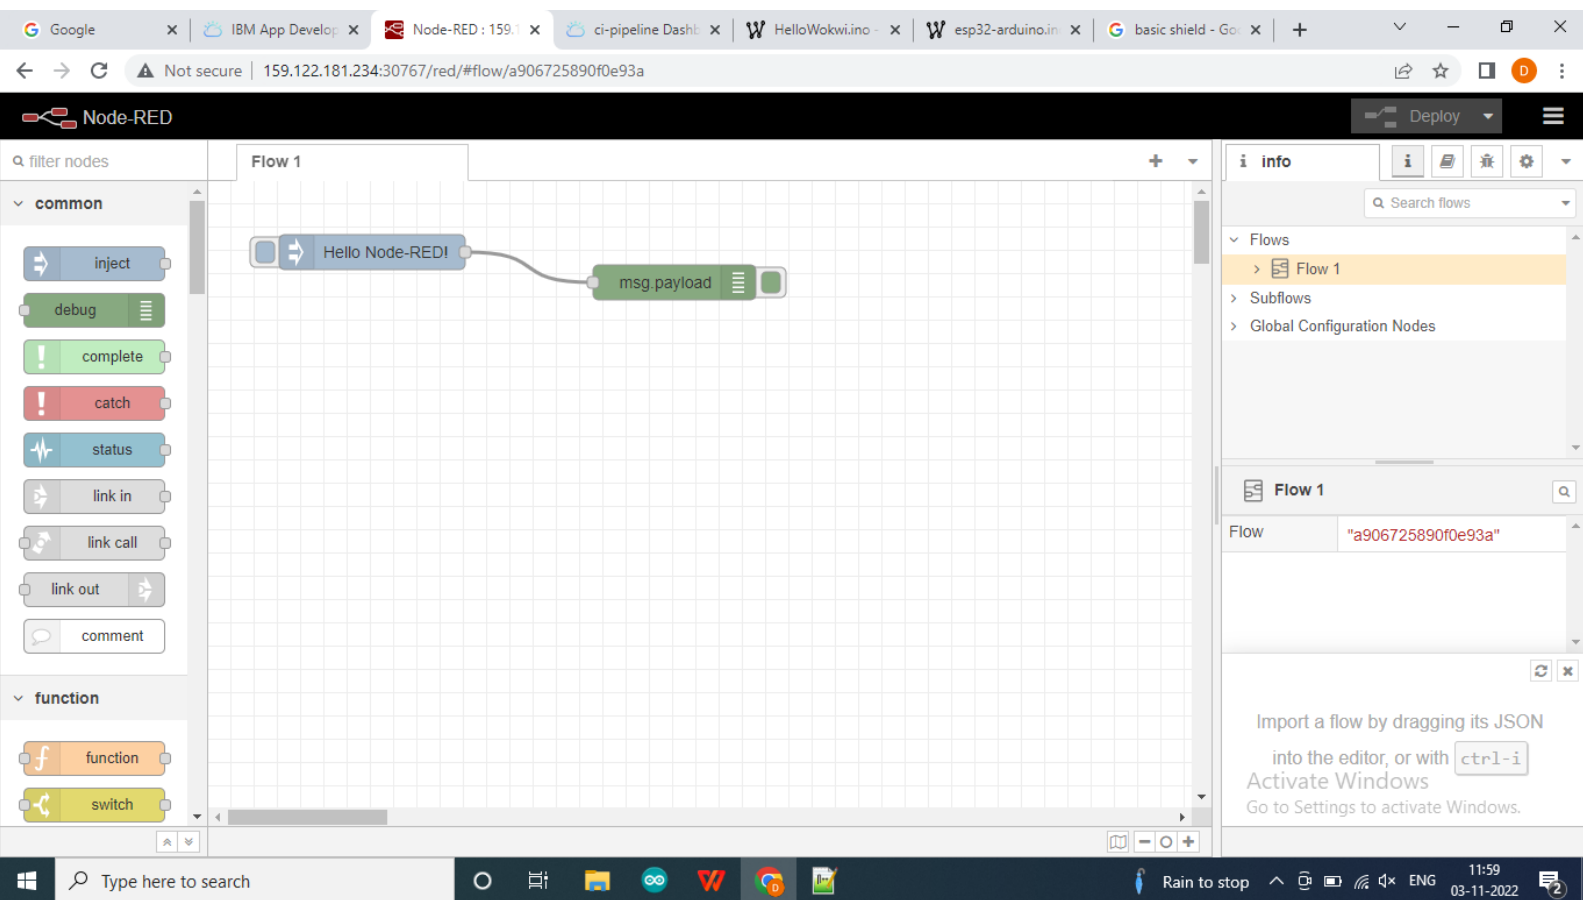 Google
IBM App Develop
Node-RED : 159.1
ci-pipeline Dashb
HelloWokwi.ino -
esp32-arduino.in
basic shield - Goo
Not secure
159.122.181.234:30767/red/#flow/a906725890f0e93a
D
Node-RED
Deploy
filter nodes
Flow 1
i info
i
Search flows
common
inject
debug
complete
catch
status
link in
link call
link out
comment
function
function
switch
Hello Node-RED!
msg.payload
Flows
Flow 1
Subflows
Global Configuration Nodes
Flow 1
Flow
"a906725890f0e93a"
Import a flow by dragging its JSON
into the editor, or with ctrl-i
Activate Windows
Go to Settings to activate Windows.
Type here to search
D
Rain to stop
ENG
11:59
03-11-2022
2